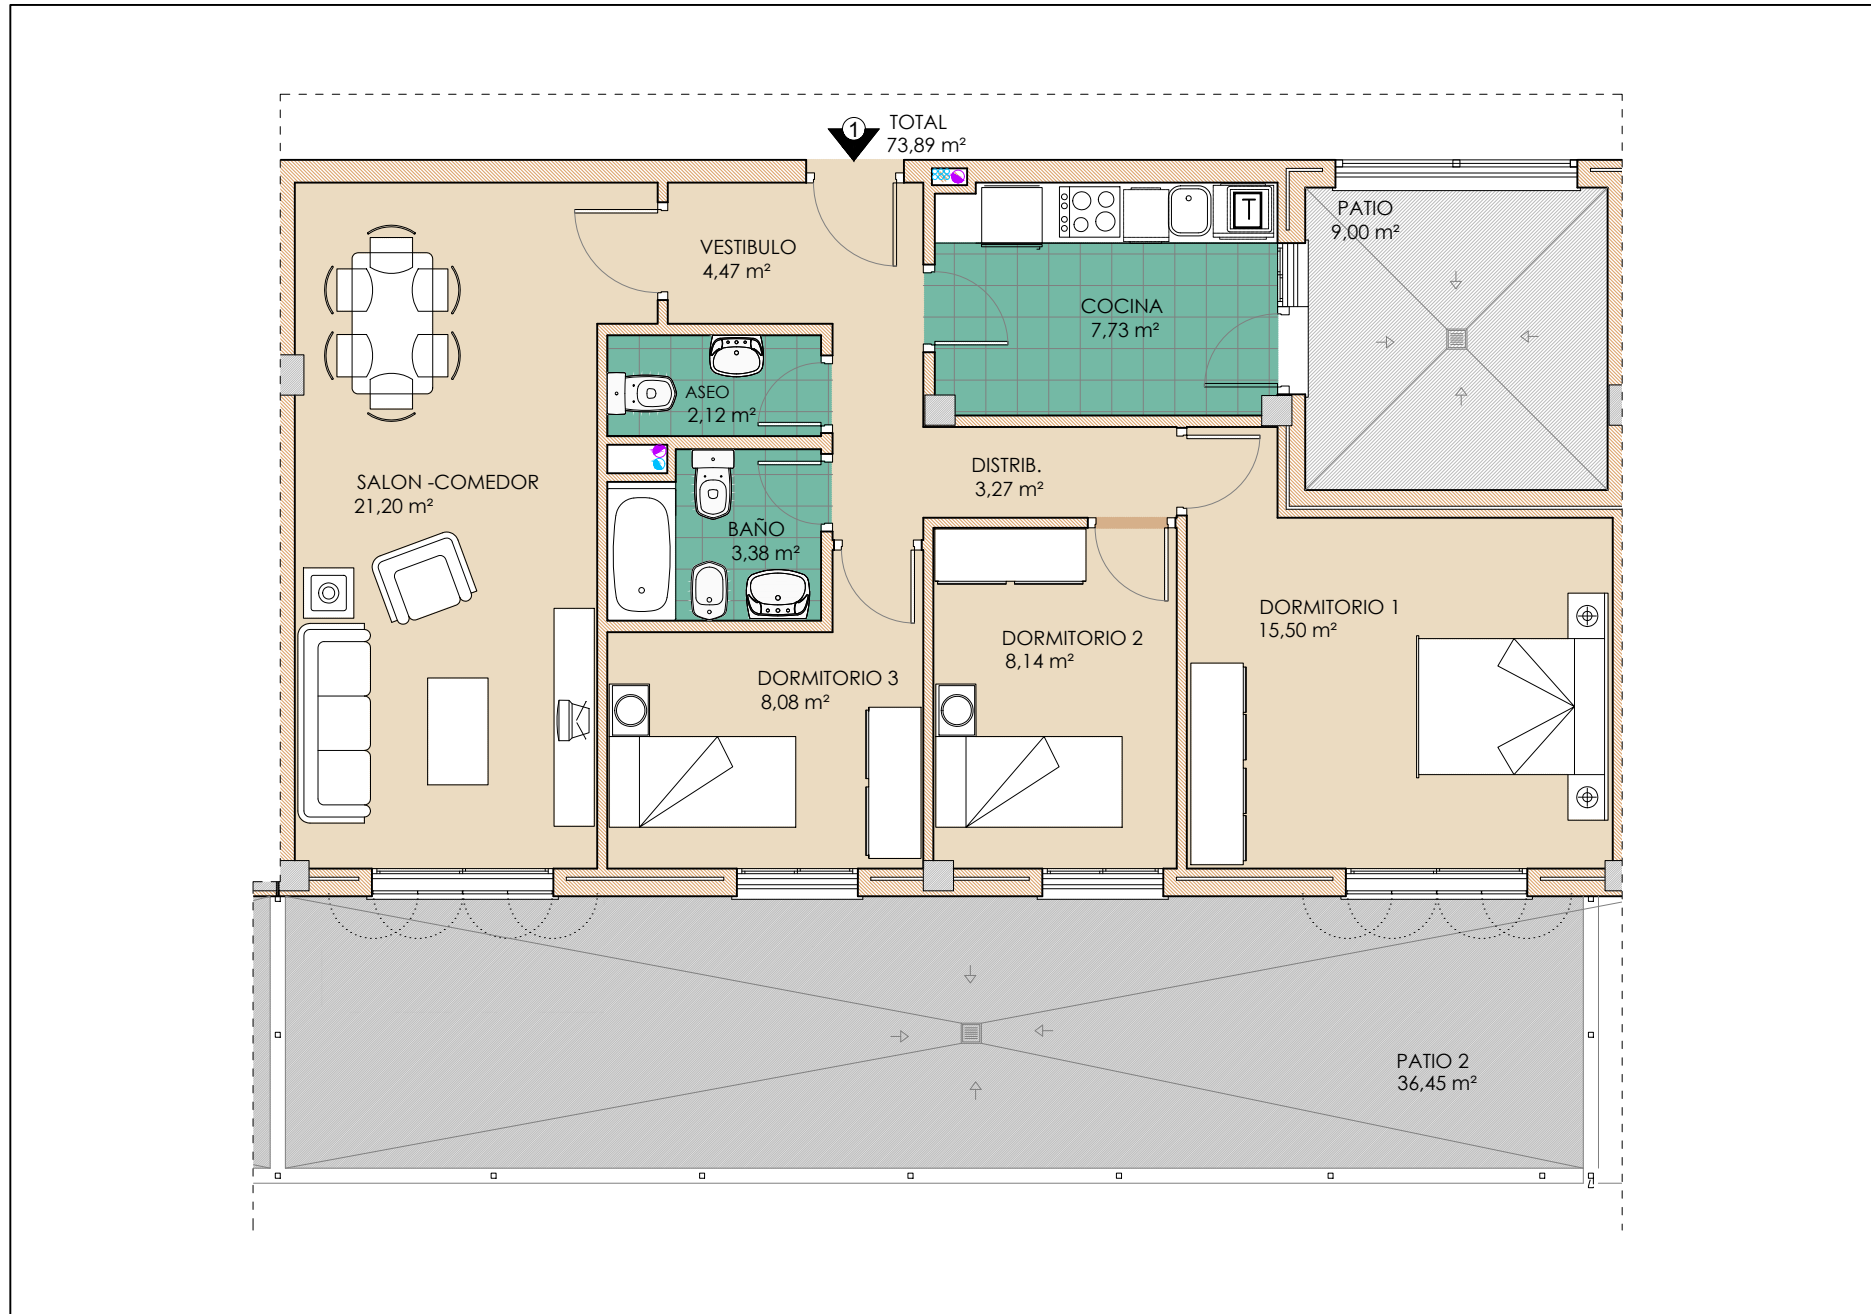 1
TOTAL
73,89 m²
PATIO
9,00 m²
T
VESTIBULO
4,47 m²
COCINA
7,73 m²
ASEO
2,12 m²
SALON -COMEDOR
21,20 m²
DISTRIB.
3,27 m²
BAÑO
3,38 m²
DORMITORIO 1
15,50 m²
DORMITORIO 2
8,14 m²
DORMITORIO 3
8,08 m²
PATIO 2
36,45 m²